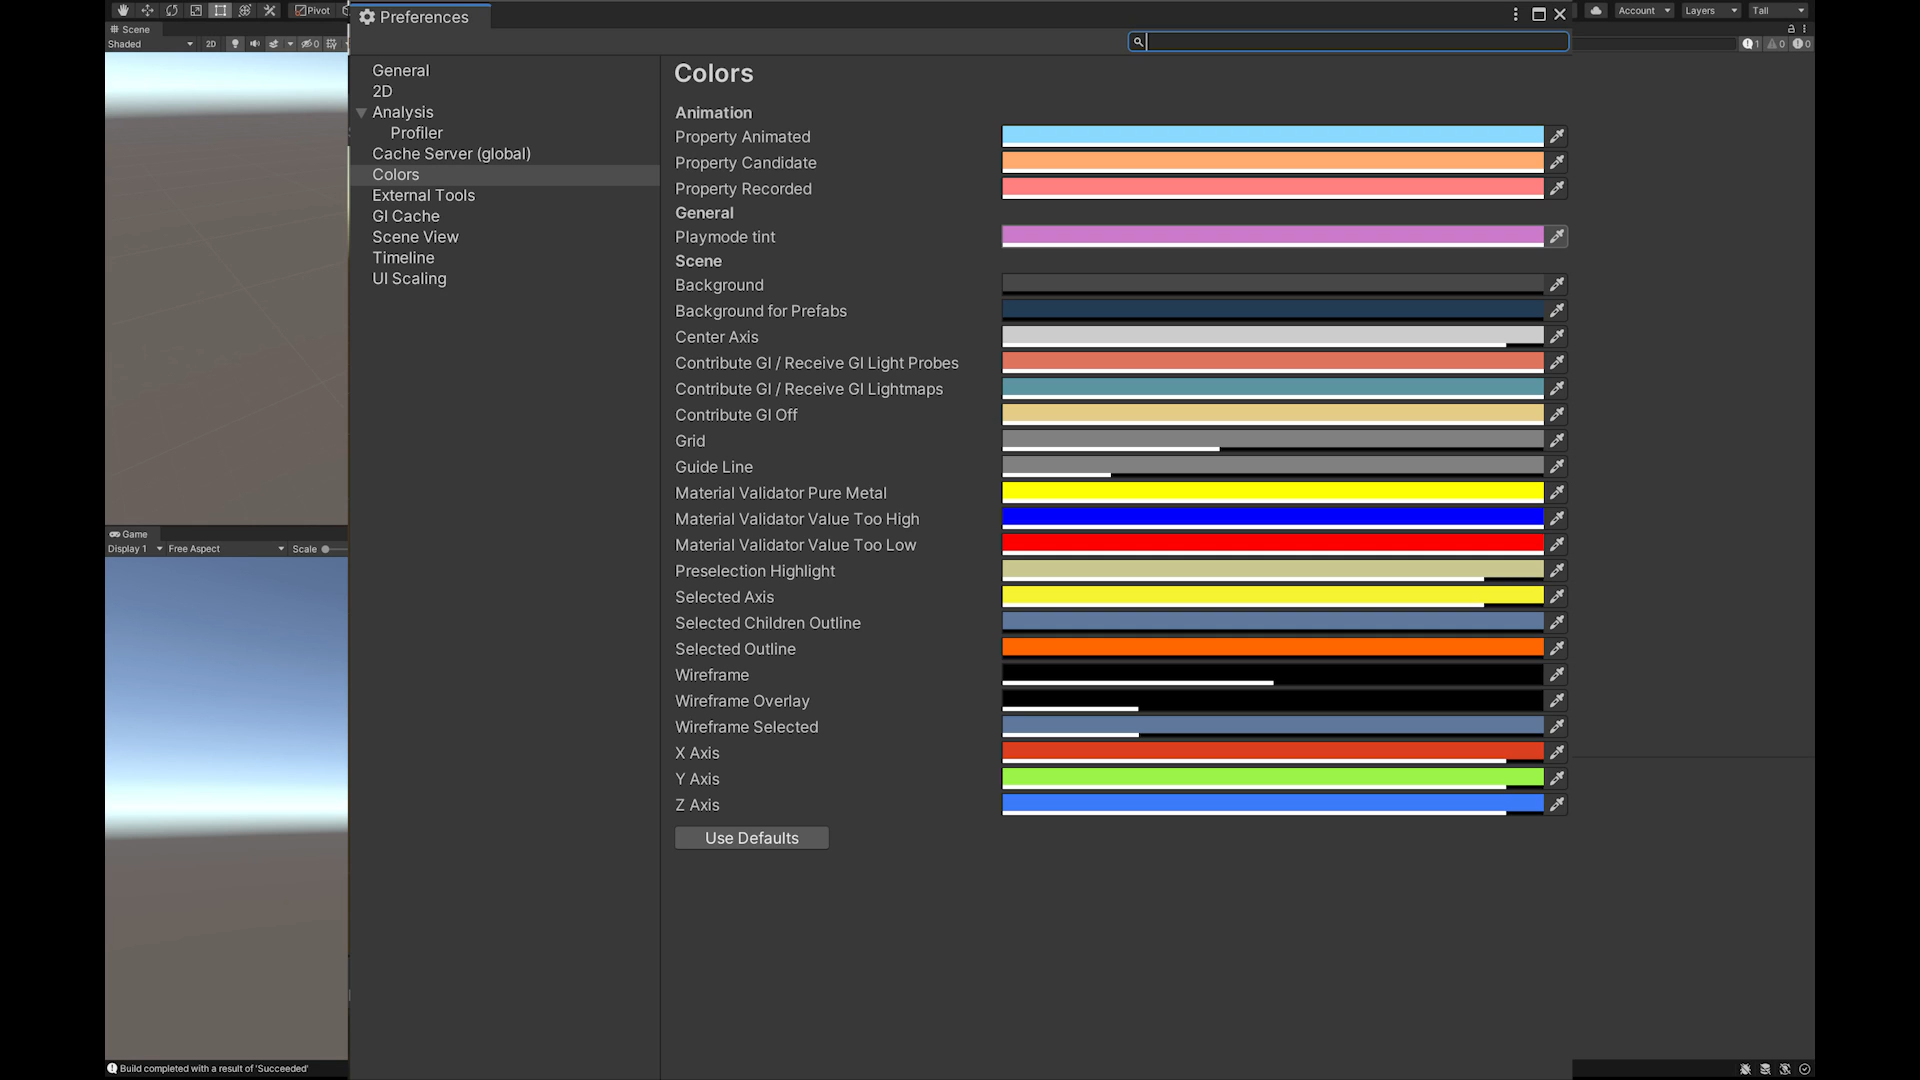 Pivot
Preferences
Account
Layers
Tall
Scene
Shaded
2D
0
1
0
0
General
2D
Analysis
Profiler
Cache Server (global)
Colors
External Tools
GI Cache
Scene View
Timeline
UI Scaling
Colors
Animation
Property Animated
Property Candidate
Property Recorded
General
Playmode tint
Scene
Background
Background for Prefabs
Center Axis
Contribute GI / Receive GI Light Probes
Contribute GI / Receive GI Lightmaps
Contribute GI Off
Grid
Guide Line
Material Validator Pure Metal
Material Validator Value Too High
Material Validator Value Too Low
Preselection Highlight
Selected Axis
Selected Children Outline
Selected Outline
Wireframe
Wireframe Overlay
Wireframe Selected
X Axis
Y Axis
Z Axis
Use Defaults
Game
Display 1
Free Aspect
Scale
Build completed with a result of 'Succeeded'